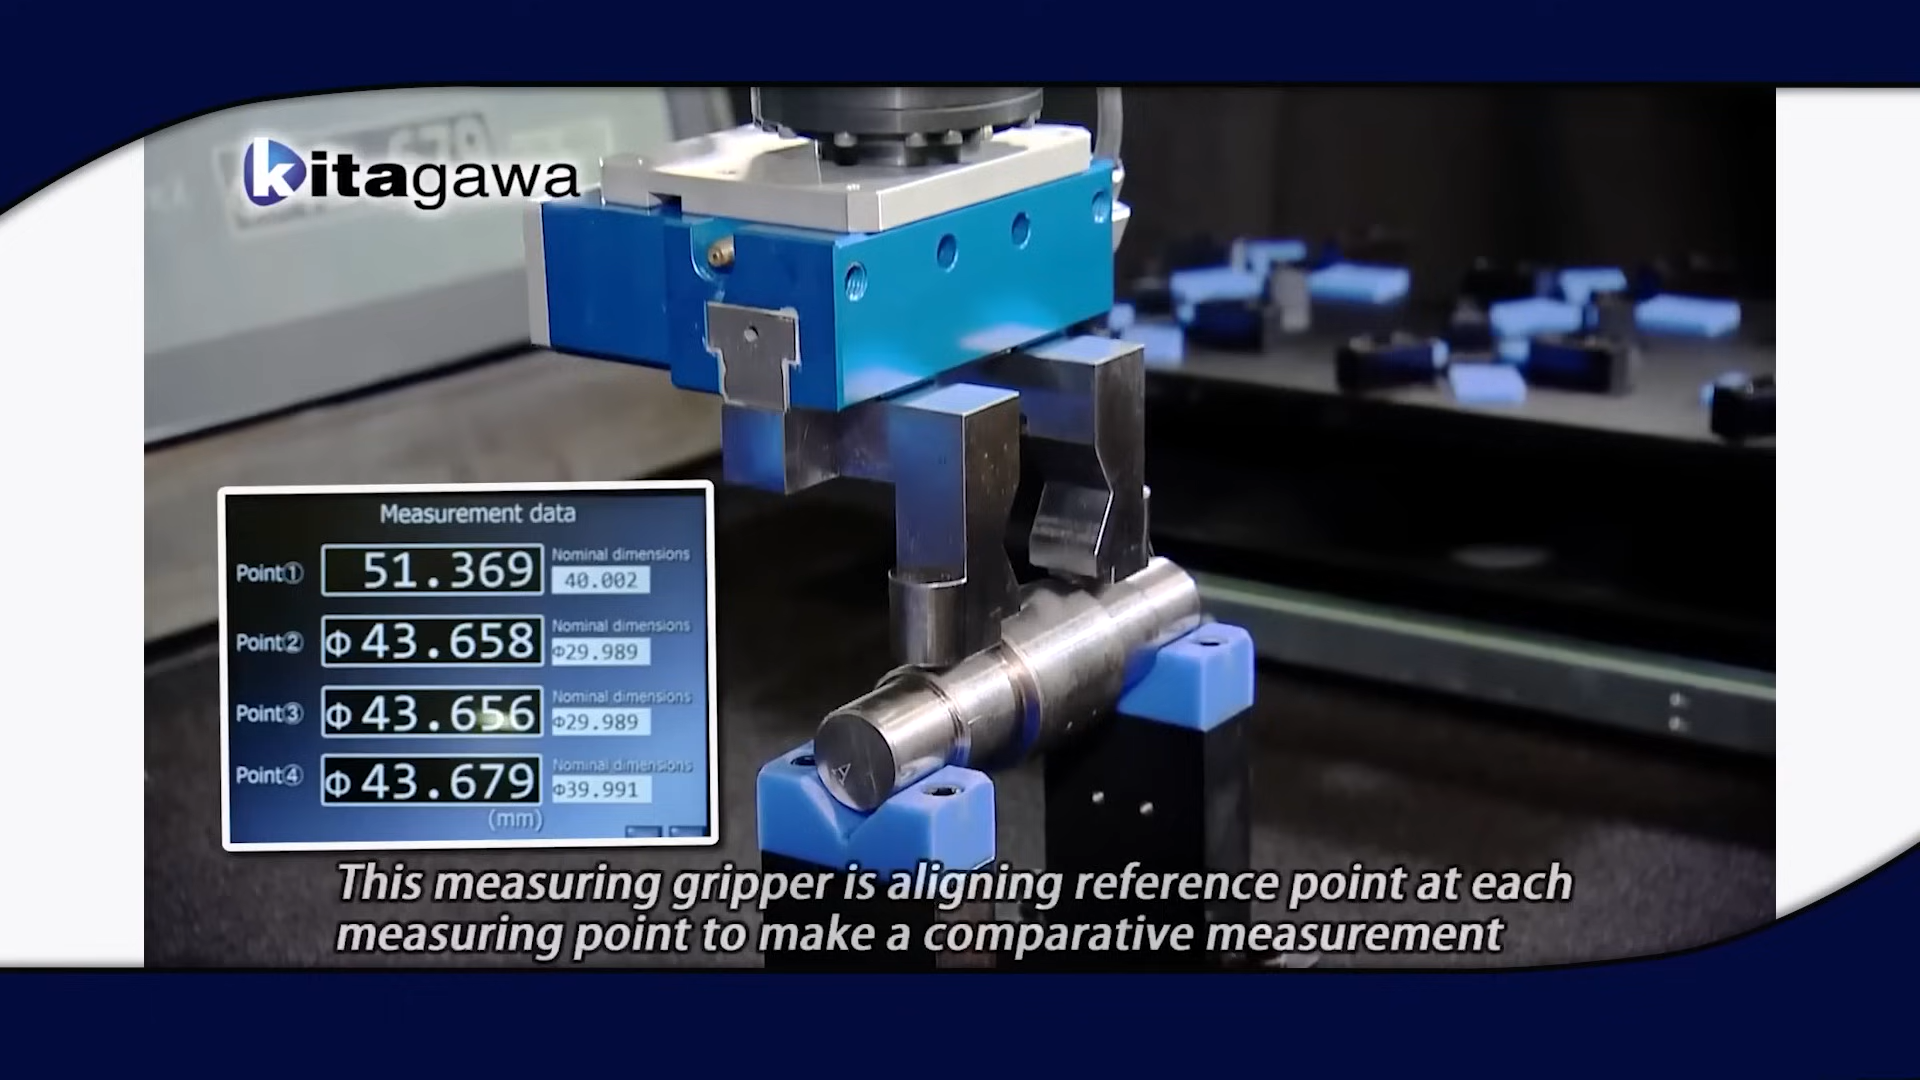 kitagawa
Measurement data
Point① 51.369 Nominal dimensions 40.002
Point② Φ43.658 Nominal dimensions Φ29.989
Point③ Φ43.656 Nominal dimensions Φ29.989
Point④ Φ43.679 Nominal dimensions Φ39.991
(mm)
A
This measuring gripper is aligning reference point at each
measuring point to make a comparative measurement